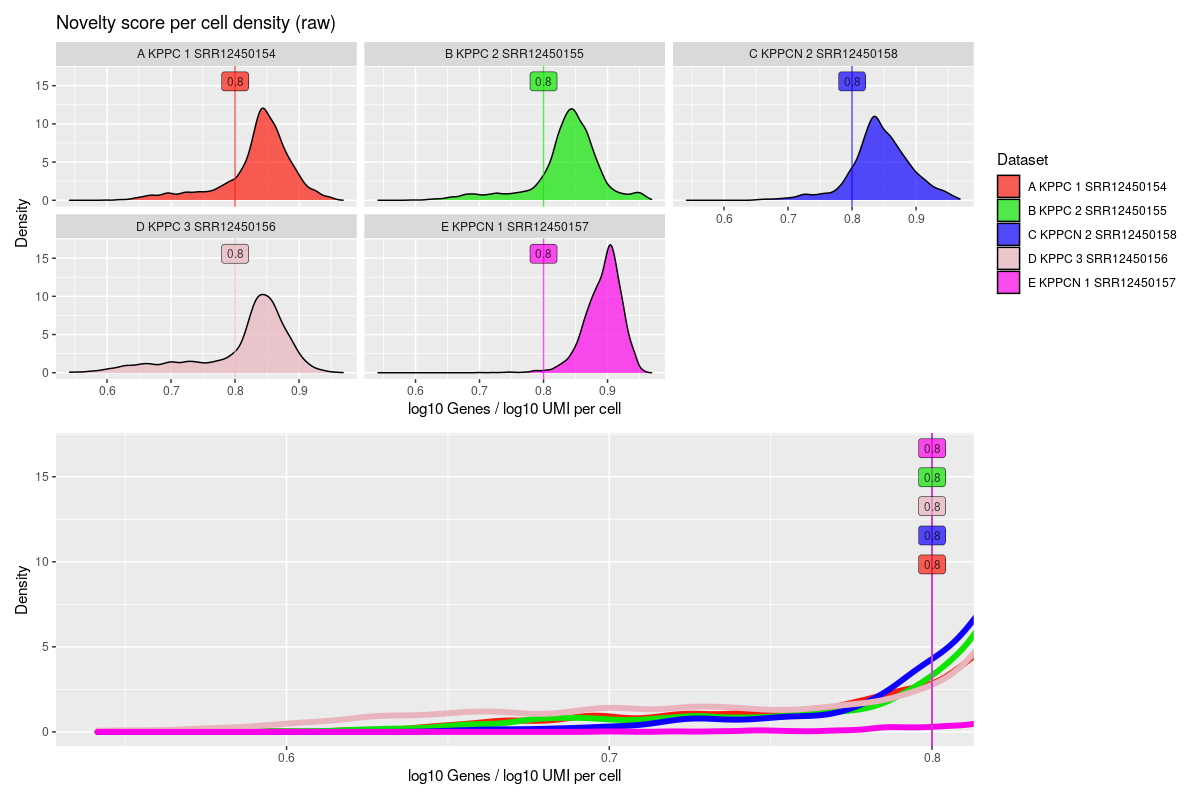 Novelty score per cell density (raw)
A KPPC 1 SRR12450154
B KPPC 2 SRR12450155
C KPPCN 2 SRR12450158
0.8
0.8
0.8
15
10
5
0
0.6
0.7
0.8
0.9
Density
D KPPC 3 SRR12450156
E KPPCN 1 SRR12450157
0.8
0.8
15
10
5
0
0.6
0.7
0.8
0.9
0.6
0.7
0.8
0.9
log10 Genes / log10 UMI per cell
Dataset
A KPPC 1 SRR12450154
B KPPC 2 SRR12450155
C KPPCN 2 SRR12450158
D KPPC 3 SRR12450156
E KPPCN 1 SRR12450157
0.8
0.8
0.8
0.8
0.8
15
10
5
0
Density
0.6
0.7
0.8
log10 Genes / log10 UMI per cell